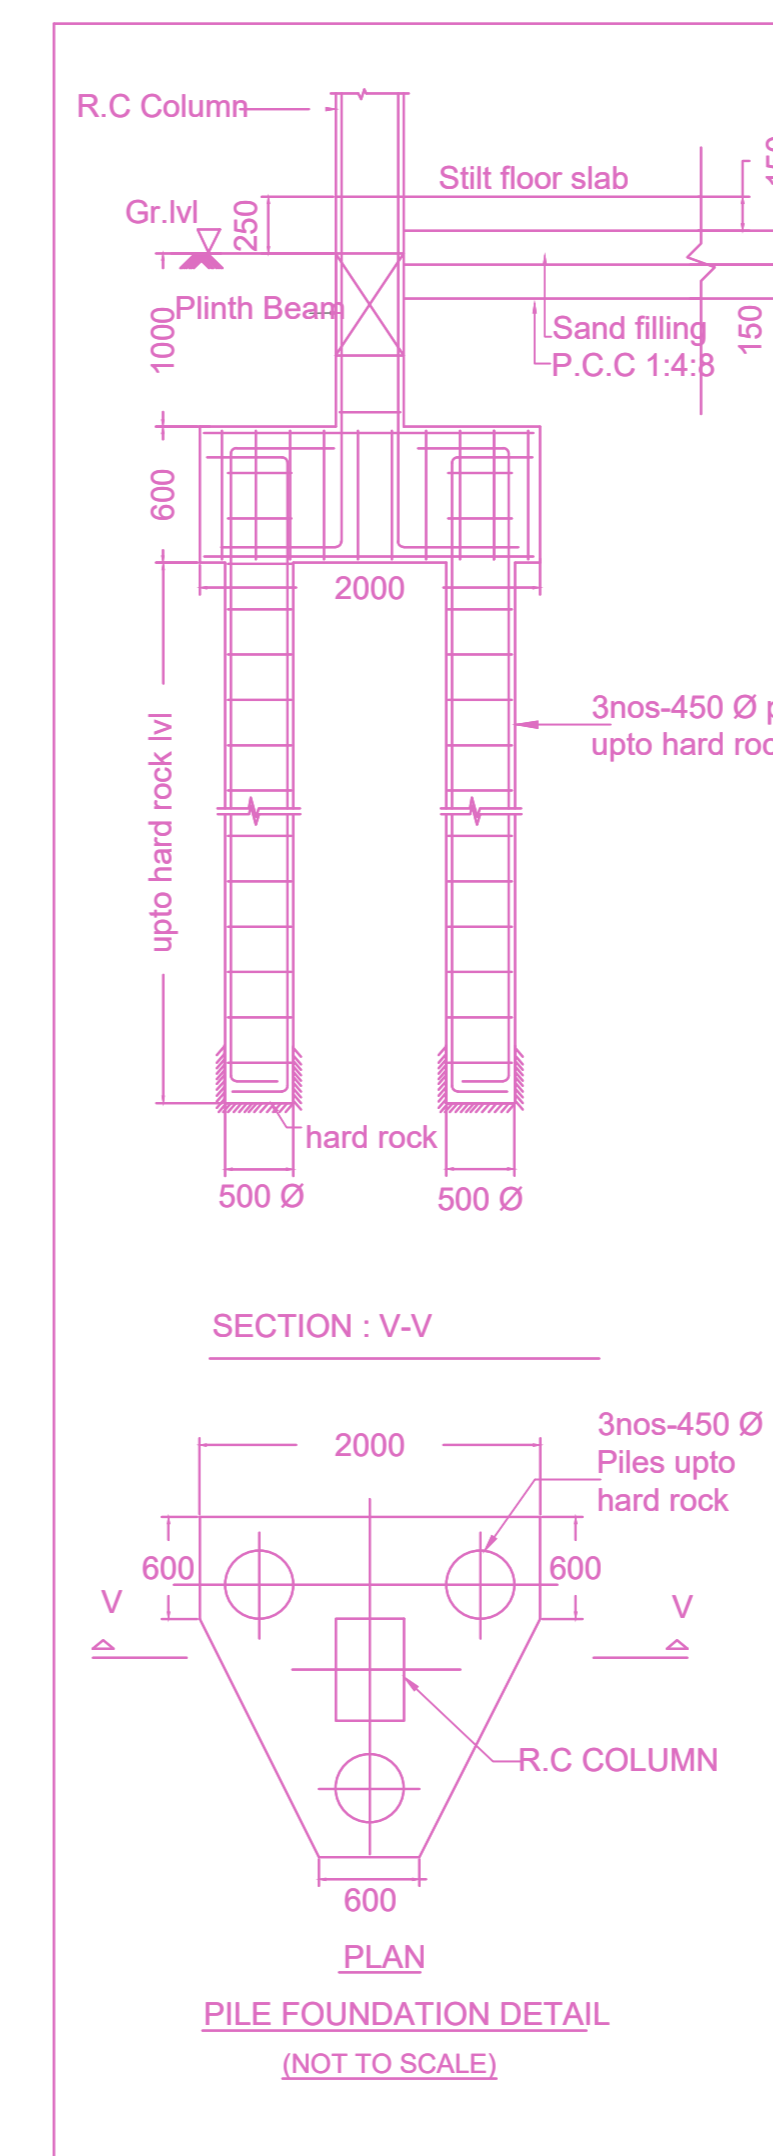 R.C Column
150
Stilt floor slab
Gr.lvl
250
Plinth Beam
1000
Sand filling
150
P.C.C 1:4:8
600
2000
3nos-450 Ø
upto hard
upto hard rock lvl
hard rock
500 Ø
500 Ø
SECTION : V-V
3nos-450 Ø
2000
Piles upto
hard rock
600
600
V
V
R.C COLUMN
600
PLAN
PILE FOUNDATION DETAIL
(NOT TO SCALE)